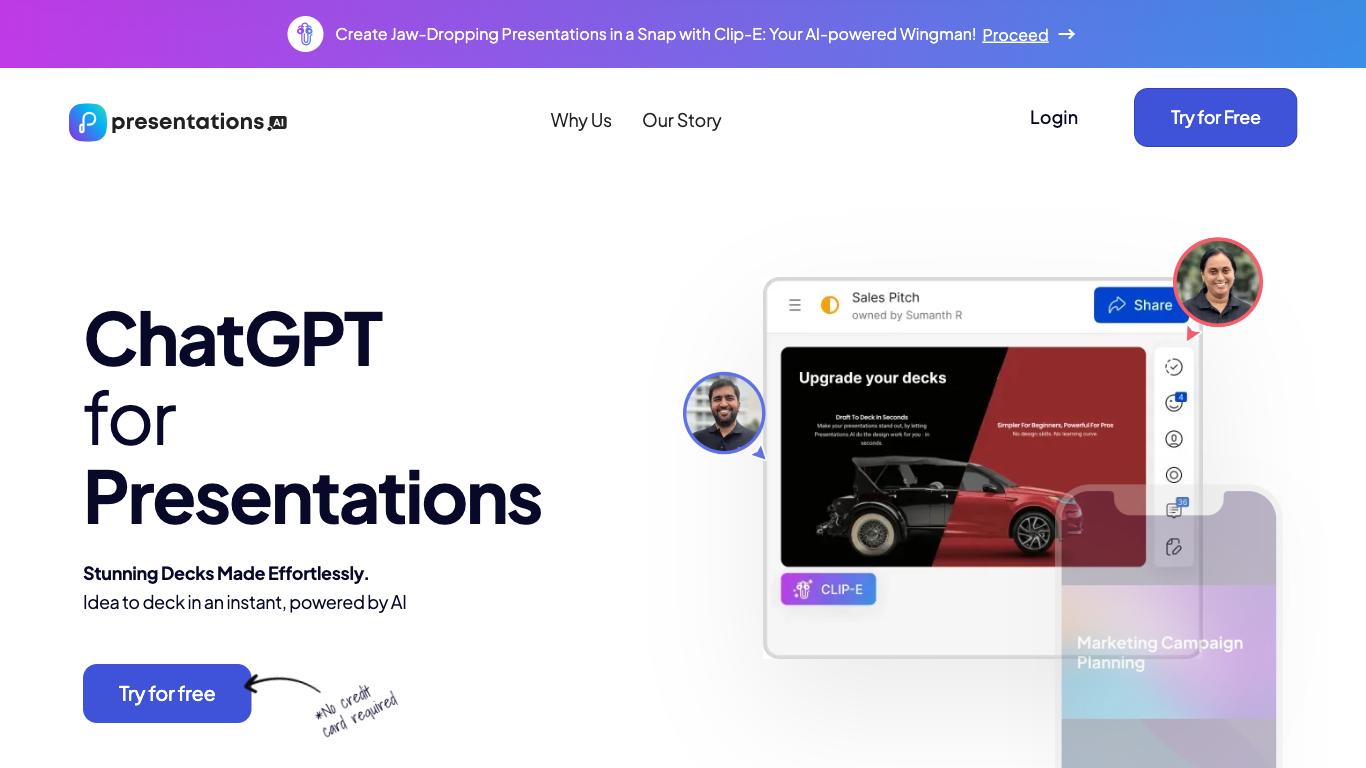 Create Jaw-Dropping Presentations in a Snap with Clip-E: Your AI-powered Wingman! Proceed →
presentations.AI
Why Us
Our Story
Login
Try for Free
ChatGPT
for
Presentations
Stunning Decks Made Effortlessly.
Idea to deck in an instant, powered by AI
Try for free
*No credit
card required
Sales Pitch
owned by Sumanth R
Share
Upgrade your decks
Draft To Deck in Seconds
Make your presentations stand out, by letting
Presentations.AI do the design work for you - in
seconds.
Simpler For Beginners, Powerful For Pros
No design skills. No learning curve.
4
36
CLIP-E
Marketing Campaign
Planning